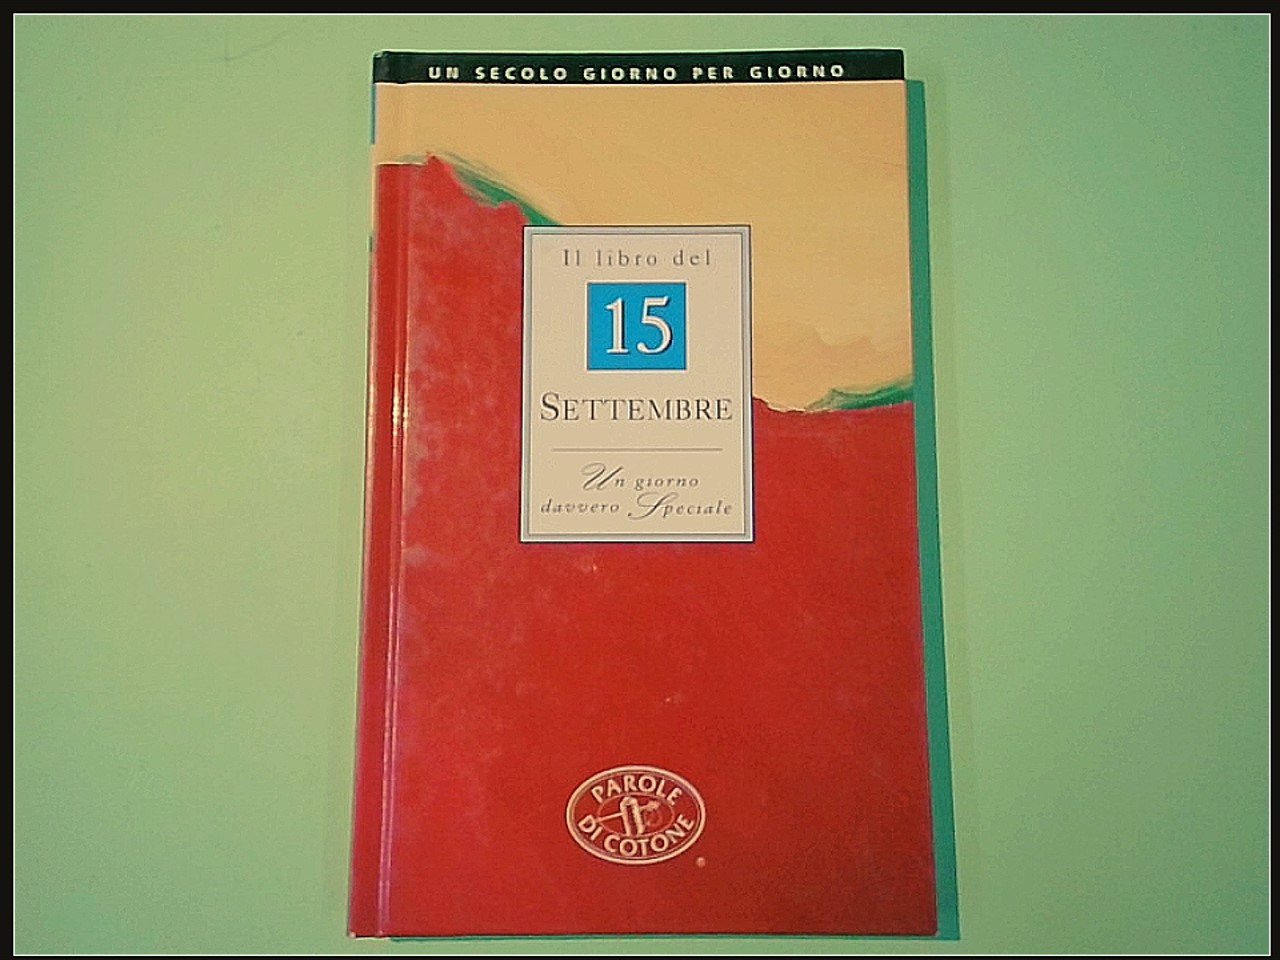 UN SECOLO GIORNO PER GIORNO
Il libro del
15
SETTEMBRE
Un giorno
davvero Speciale
PAROLE
DI COTONE